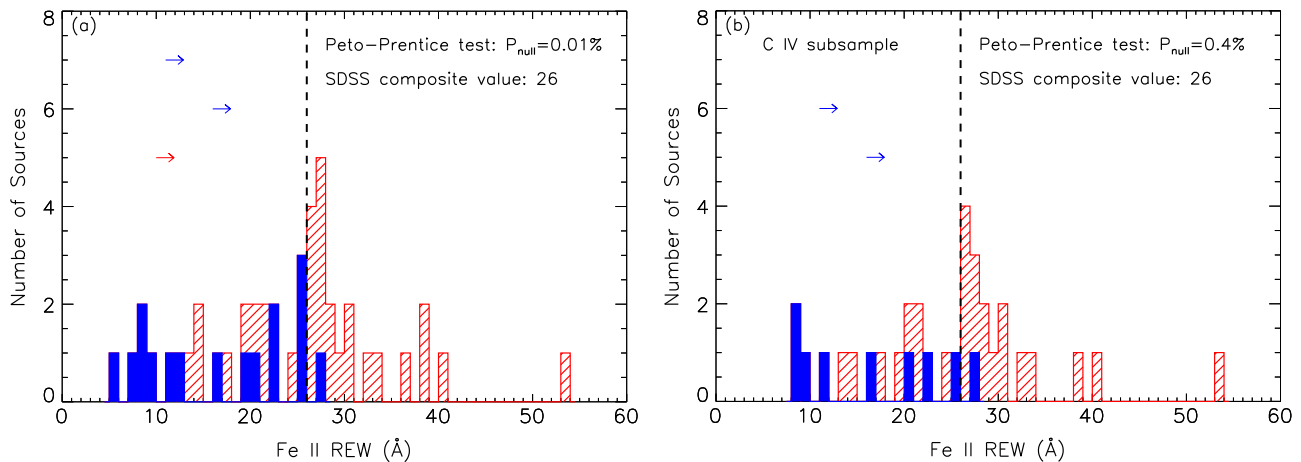 (a)
Peto-Prentice test: Pnull=0.01%
SDSS composite value: 26
Number of Sources
8
6
4
2
0
0 10 20 30 40 50 60
Fe II REW (Å)
(b)
C IV subsample
Peto-Prentice test: Pnull=0.4%
SDSS composite value: 26
Number of Sources
8
6
4
2
0
0 10 20 30 40 50 60
Fe II REW (Å)